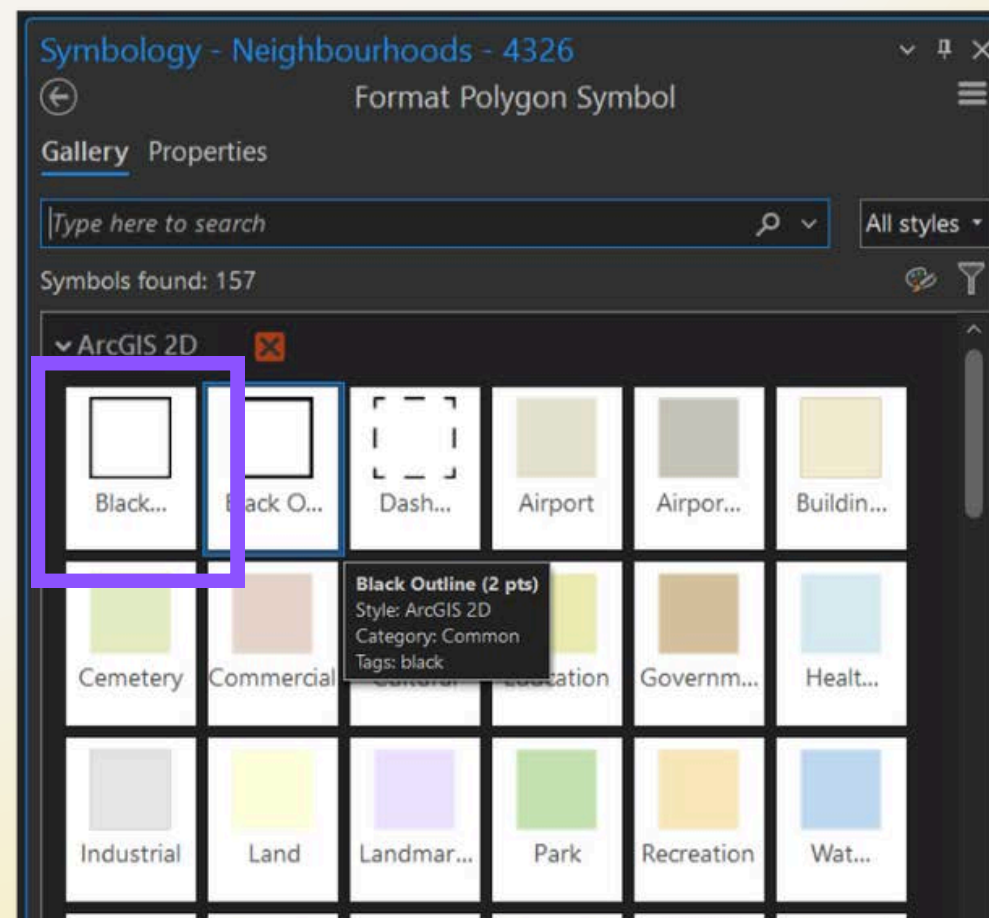 Symbology - Neighbourhoods - 4326
Format Polygon Symbol
Gallery Properties
Type here to search
All styles
Symbols found: 157
ArcGIS 2D
Black... ack O... Dash... Airport Airpor... Buildin...
Black Outline (2 pts)
Style: ArcGIS 2D
Category: Common
Tags: black
Cemetery Commercial Governm... Healt...
Industrial Land Landmar... Park Recreation Wat...